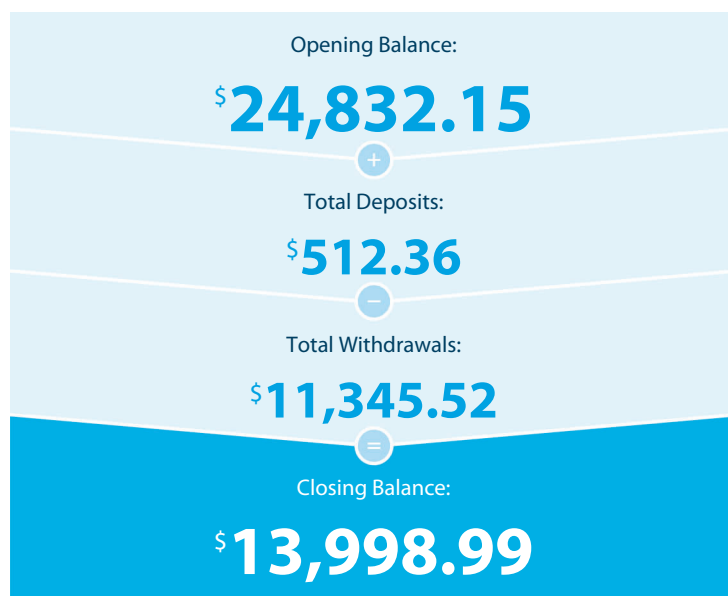 Opening Balance:
$24,832.15
+
Total Deposits:
$512.36
−
Total Withdrawals:
$11,345.52
=
Closing Balance:
$13,998.99